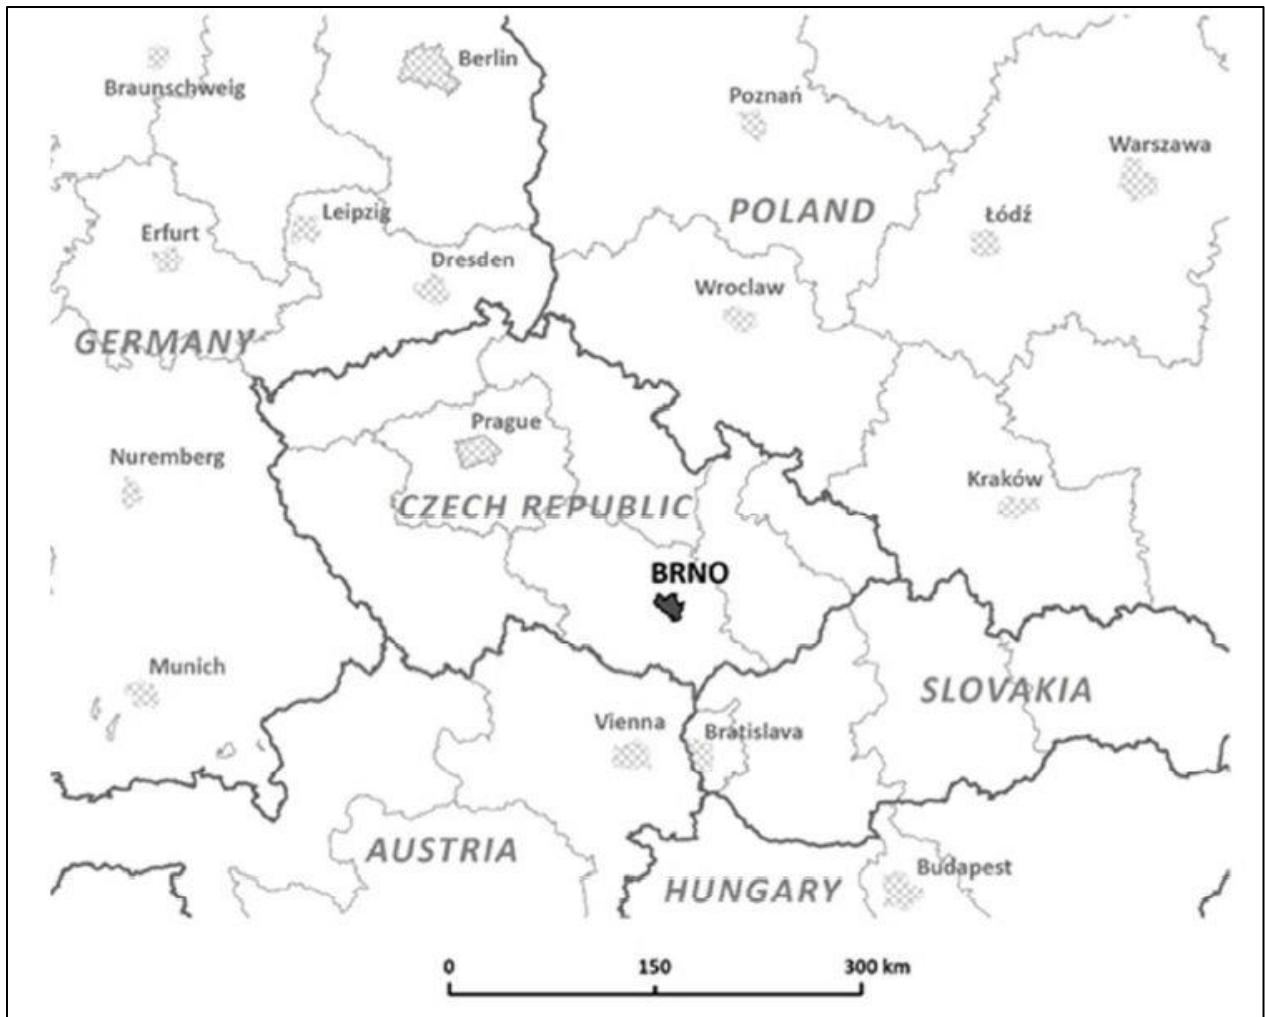 Berlin
Braunschweig
Poznań
Warszawa
Leipzig
POLAND
Łódź
Erfurt
Dresden
Wroclaw
GERMANY
Prague
Nuremberg
Kraków
CZECH REPUBLIC
BRNO
Munich
SLOVAKIA
Vienna
Bratislava
AUSTRIA
Budapest
HUNGARY
0 150 300 km